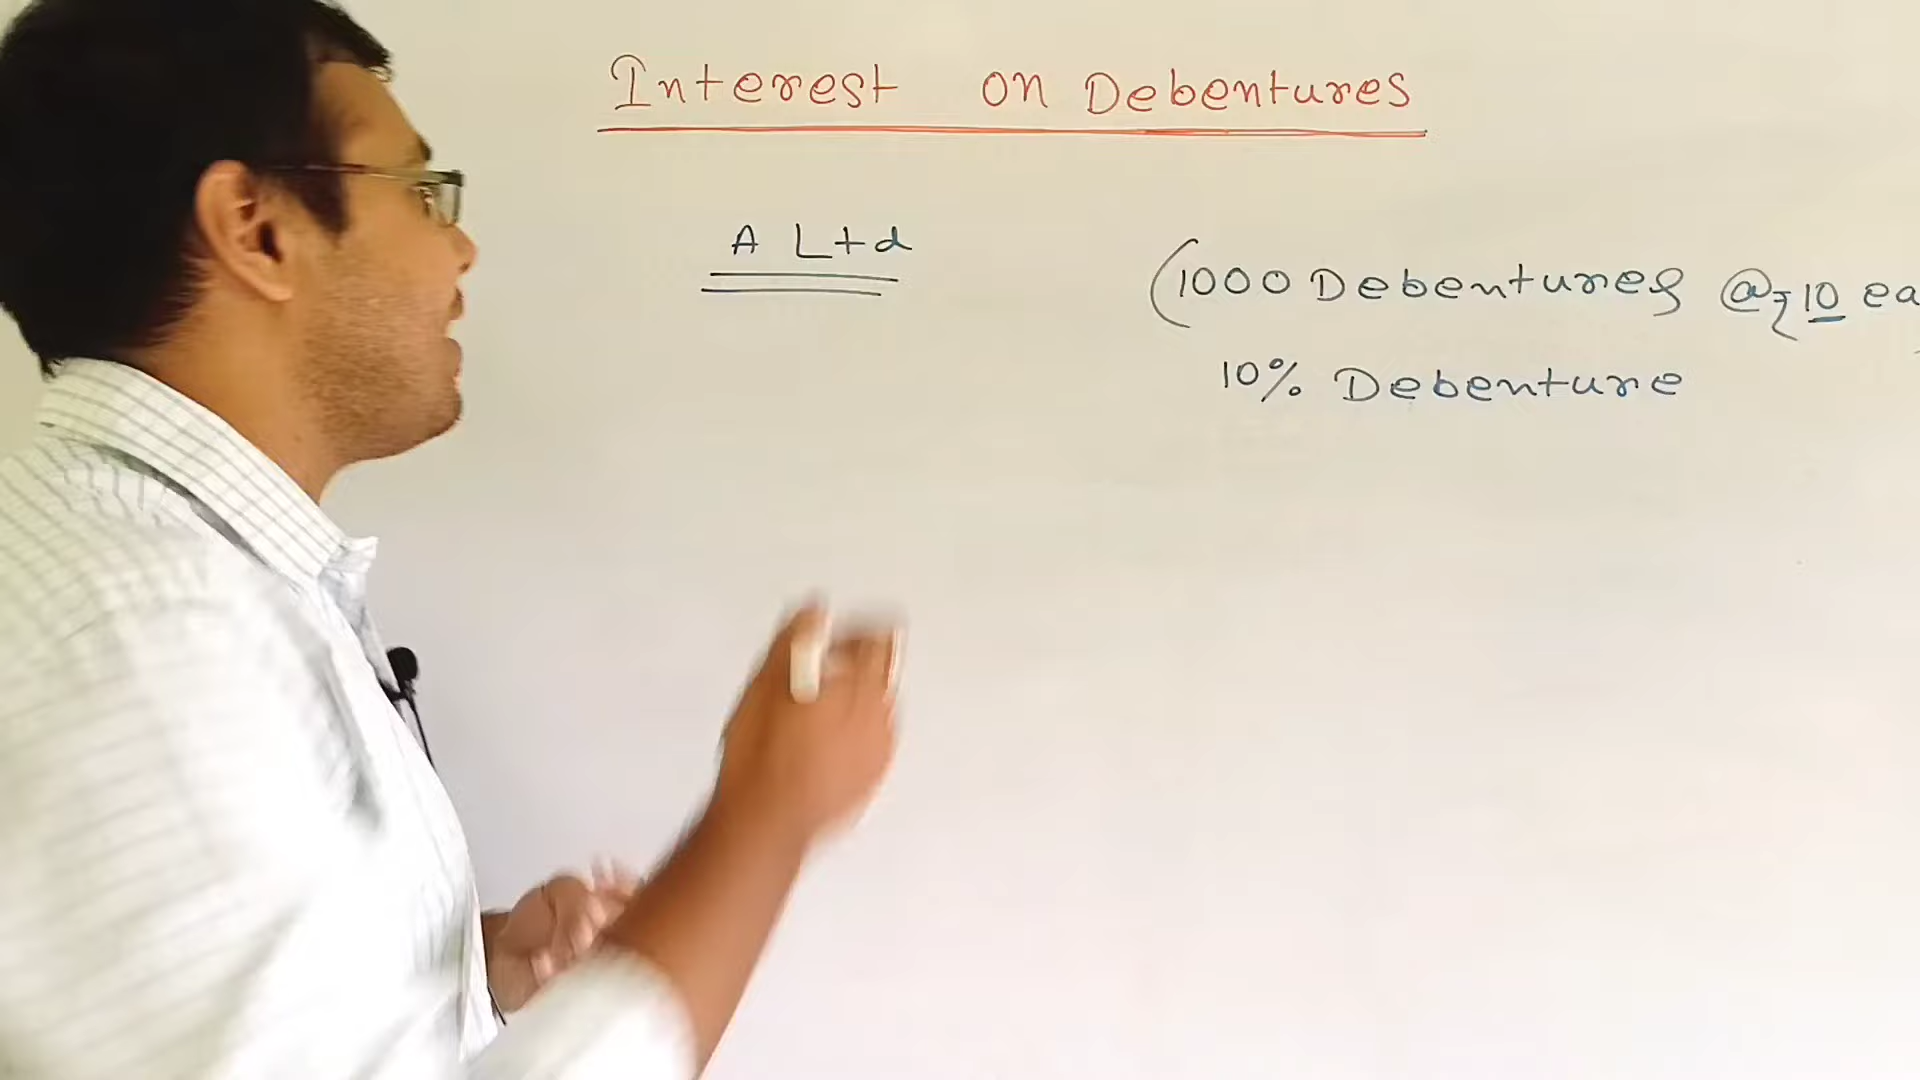 Interest on Debentures
A Ltd
(1000 Debentures @ ₹10 ea
10% Debenture